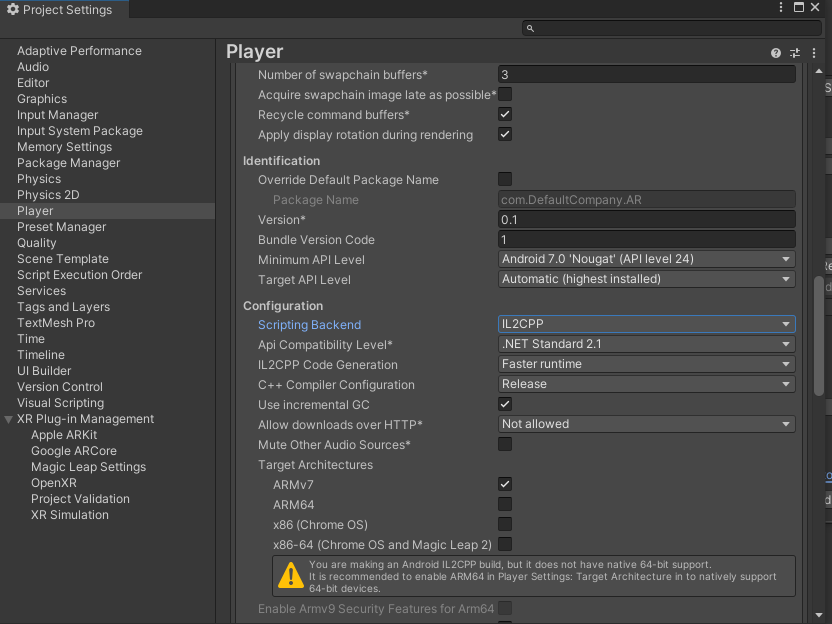 Project Settings
Adaptive Performance
Audio
Editor
Graphics
Input Manager
Input System Package
Memory Settings
Package Manager
Physics
Physics 2D
Player
Preset Manager
Quality
Scene Template
Script Execution Order
Services
Tags and Layers
TextMesh Pro
Time
Timeline
UI Builder
Version Control
Visual Scripting
XR Plug-in Management
Apple ARKit
Google ARCore
Magic Leap Settings
OpenXR
Project Validation
XR Simulation
Player
Number of swapchain buffers* 3
Acquire swapchain image late as possible*
Recycle command buffers*
Apply display rotation during rendering
Identification
Override Default Package Name
Package Name com.DefaultCompany.AR
Version* 0.1
Bundle Version Code 1
Minimum API Level Android 7.0 'Nougat' (API level 24)
Target API Level Automatic (highest installed)
Configuration
Scripting Backend IL2CPP
Api Compatibility Level* .NET Standard 2.1
IL2CPP Code Generation Faster runtime
C++ Compiler Configuration Release
Use incremental GC
Allow downloads over HTTP* Not allowed
Mute Other Audio Sources*
Target Architectures
ARMv7
ARM64
x86 (Chrome OS)
x86-64 (Chrome OS and Magic Leap 2)
You are making an Android IL2CPP build, but it does not have native 64-bit support.
It is recommended to enable ARM64 in Player Settings: Target Architecture in to natively support
64-bit devices.
Enable Armv9 Security Features for Arm64